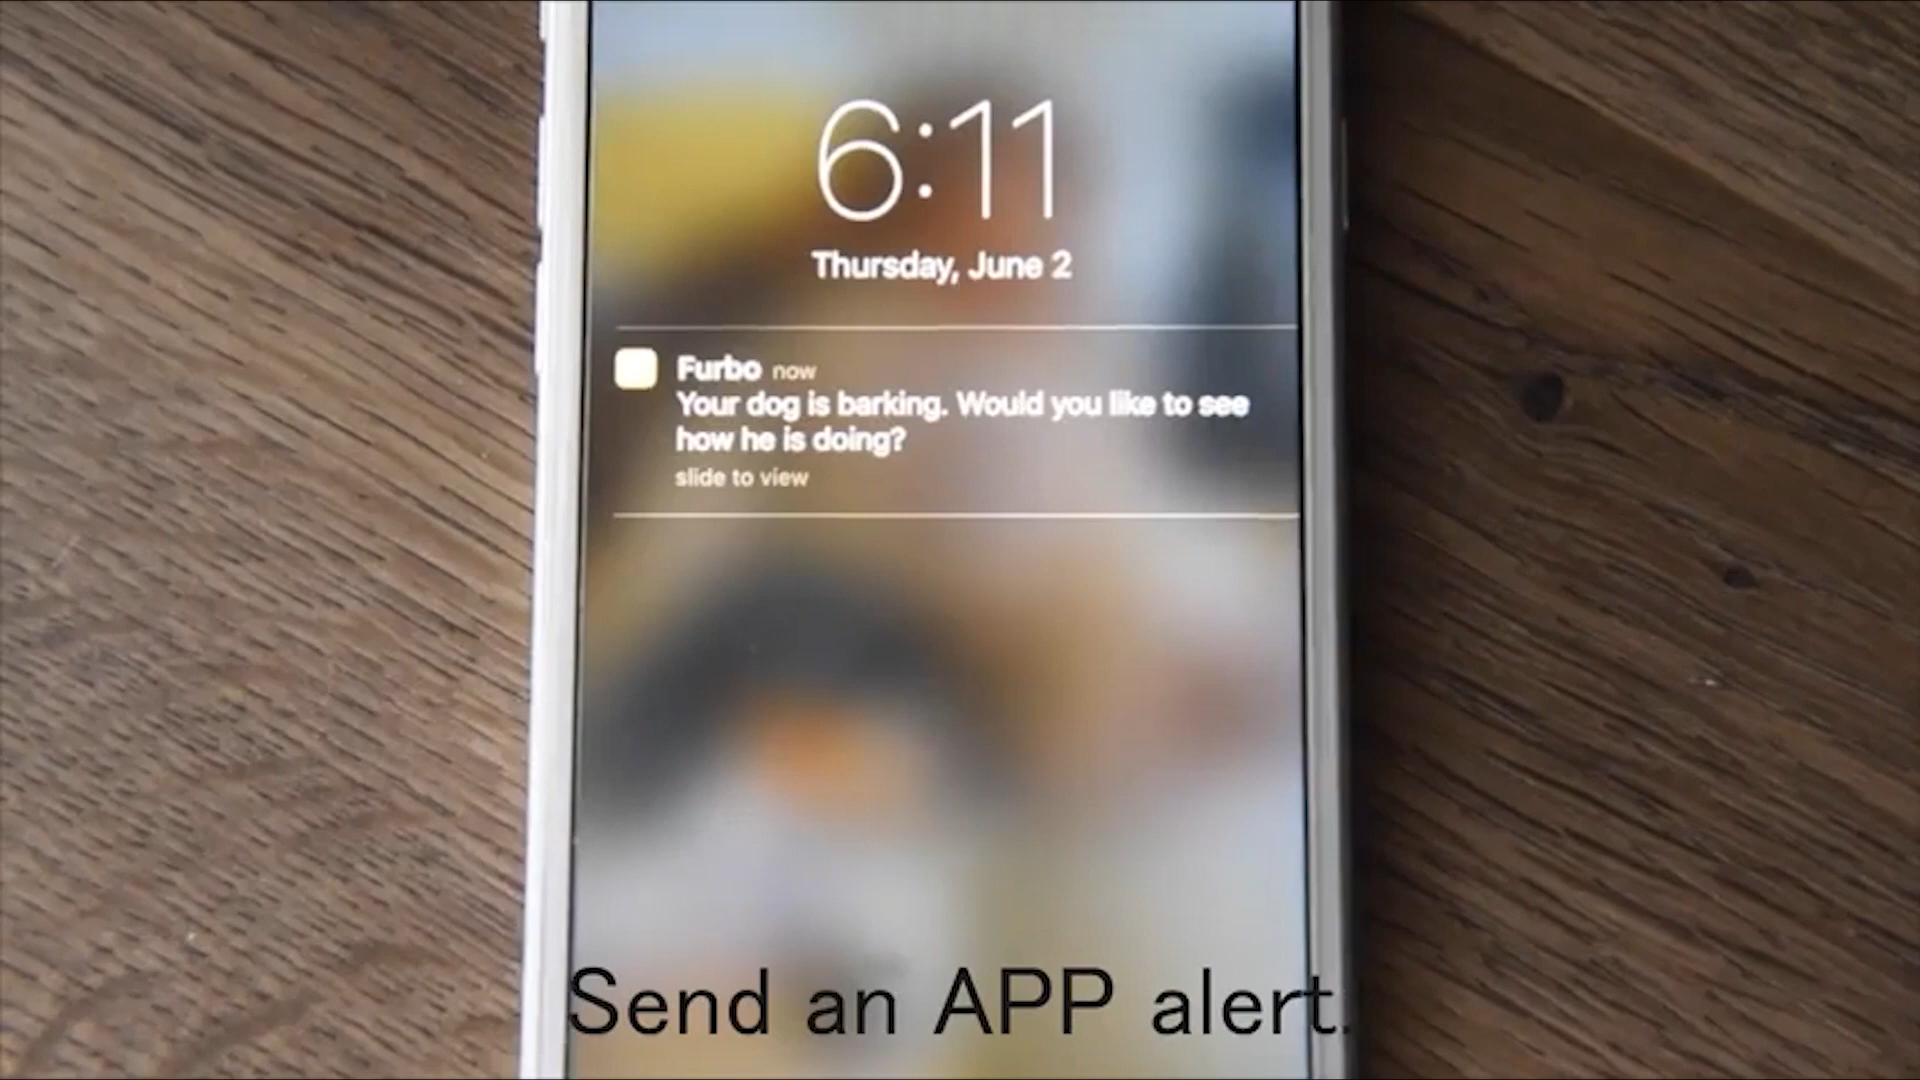 6:11
Thursday, June 2
Furbo now
Your dog is barking. Would you like to see
how he is doing?
slide to view
Send an APP alert.